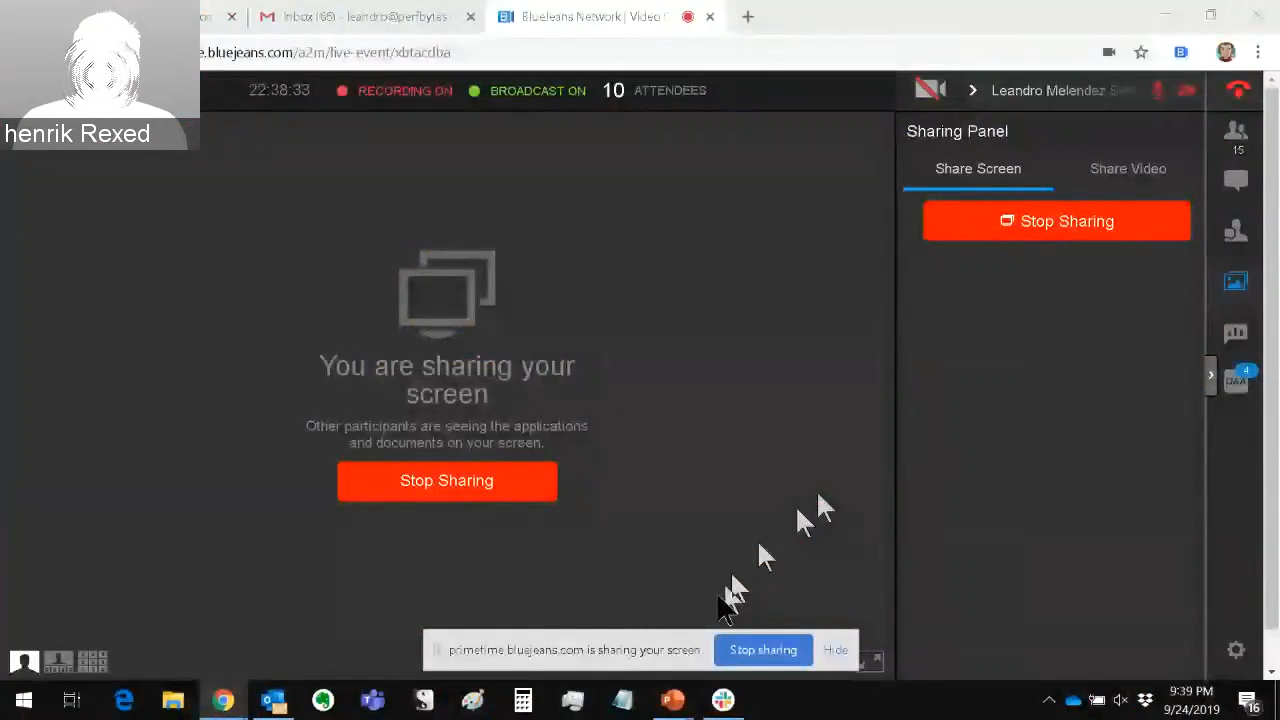 Inbox (66) - leandro@perfbytes
BlueJeans Network | Video
e.bluejeans.com/a2m/live-event/xbtacdba
henrik Rexed
22:38:33
RECORDING ON
BROADCAST ON
10 ATTENDEES
Leandro Melendez
15
Sharing Panel
Share Screen
Share Video
Stop Sharing
You are sharing your
screen
Other participants are seeing the applications
and documents on your screen.
Stop Sharing
4
Q&A
primetime.bluejeans.com is sharing your screen
Stop sharing
Hide
9:39 PM
9/24/2019
16